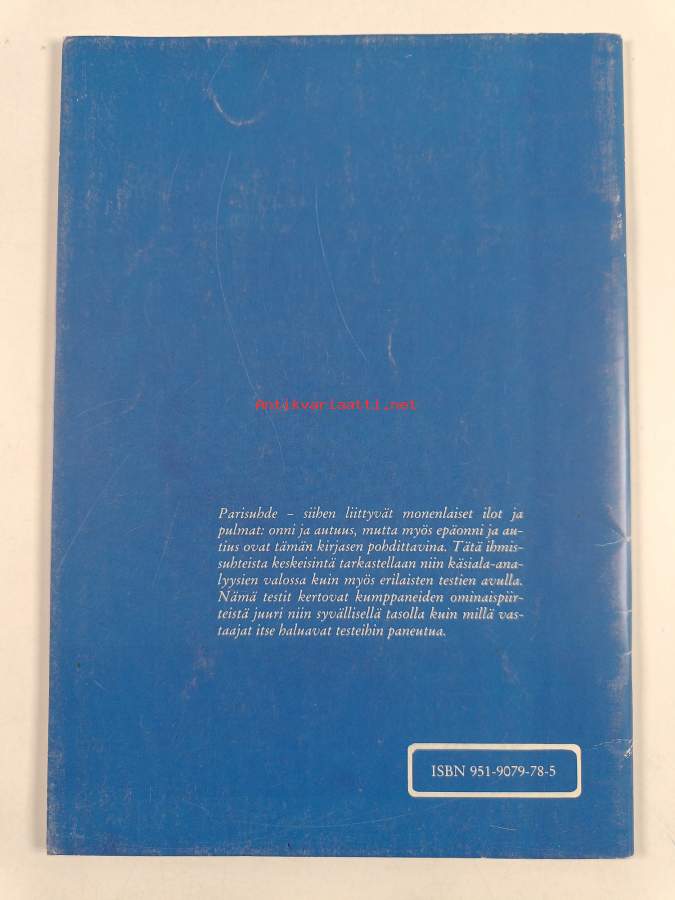 Antikvariaatti.net
Parisuhde – siihen liittyvät monenlaiset ilot ja
pulmat: onni ja autuus, mutta myös epäonni ja au-
tius ovat tämän kirjasen pohdittavina. Tätä ihmis-
suhteista keskeisintä tarkastellaan niin käsiala-ana-
lyysien valossa kuin myös erilaisten testien avulla.
Nämä testit kertovat kumppaneiden ominaispiir-
teistä juuri niin syvällisellä tasolla kuin millä vas-
taajat itse haluavat testeihin paneutua.
ISBN 951-9079-78-5